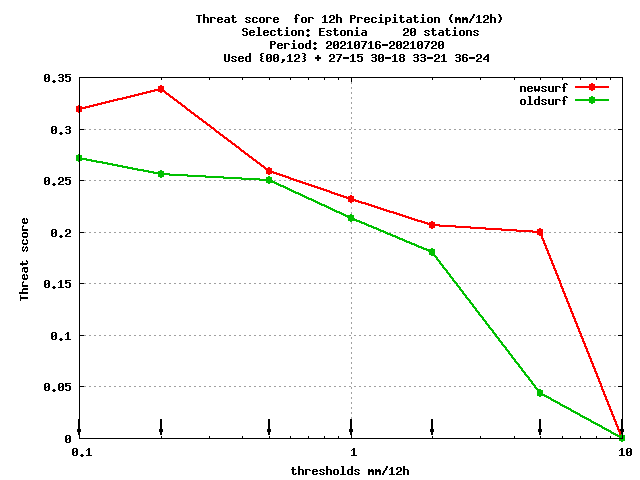 Threat score  for 12h Precipitation (mm/12h)
Selection: Estonia     20 stations
Period: 20210716-20210720
Used {00,12} + 27-15 30-18 33-21 36-24
newsurf
oldsurf
0.35
0.3
0.25
0.2
0.15
0.1
0.05
0
Threat score
0.1
1
10
thresholds mm/12h